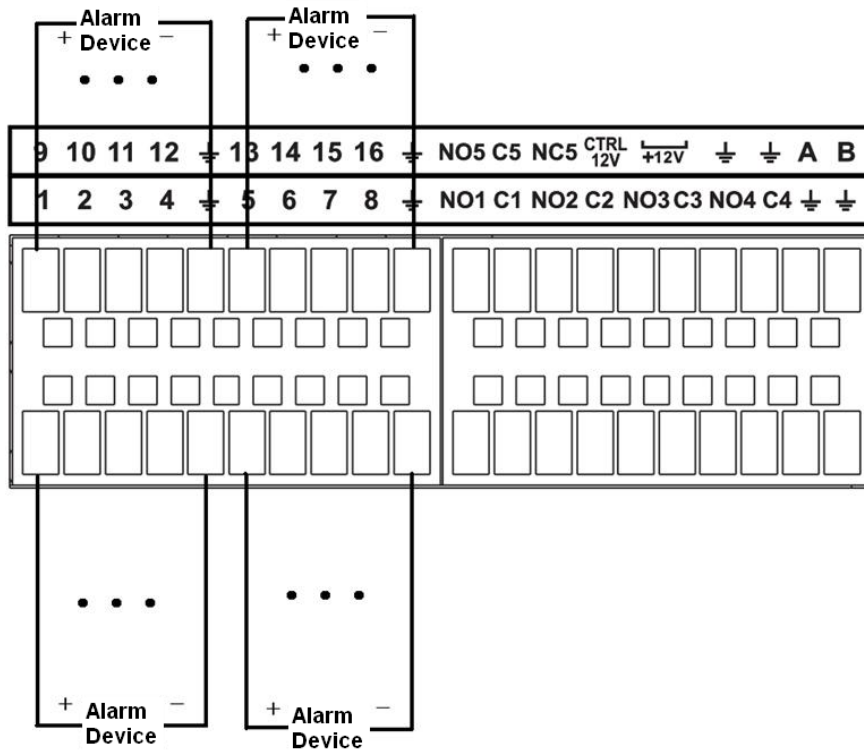 Alarm
+ Device −
Alarm
+ Device -
9 10 11 12 ⏚ 13 14 15 16 ⏚ NO5 C5 NC5 CTRL 12V +12V ⏚ ⏚ A B
1 2 3 4 ⏚ 5 6 7 8 ⏚ NO1 C1 NO2 C2 NO3 C3 NO4 C4 ⏚ ⏚
+ Alarm −
Device
+ Alarm −
Device